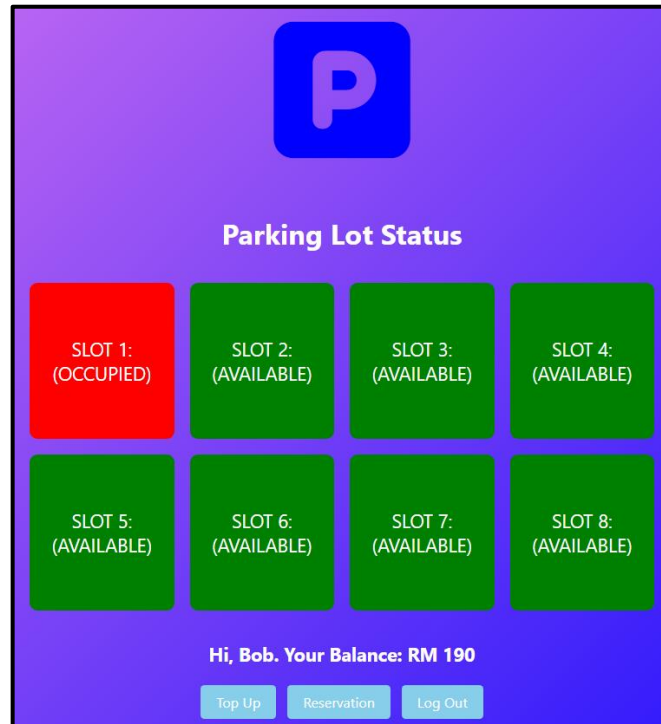 P
Parking Lot Status
SLOT 1:
(OCCUPIED)
SLOT 2:
(AVAILABLE)
SLOT 3:
(AVAILABLE)
SLOT 4:
(AVAILABLE)
SLOT 5:
(AVAILABLE)
SLOT 6:
(AVAILABLE)
SLOT 7:
(AVAILABLE)
SLOT 8:
(AVAILABLE)
Hi, Bob. Your Balance: RM 190
Top Up
Reservation
Log Out